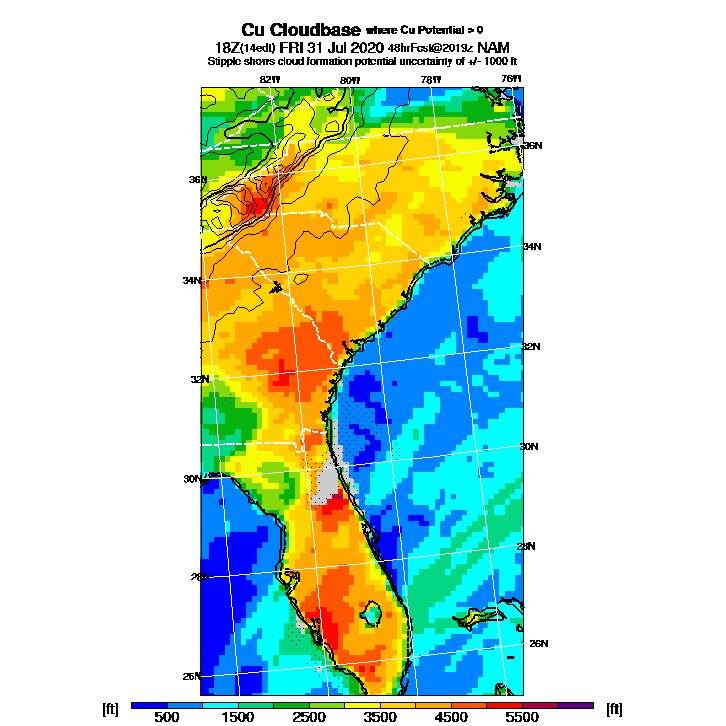 Cu Cloudbase where Cu Potential > 0
18Z(14edt) FRI 31 Jul 2020 48hrFcst@2019z NAM
Stipple shows cloud formation potential uncertainty of +/- 1000 ft
82W 80W 78W 76W
36N
36N
34N
34N
32N
32N
30N
30N
28N
28N
26N
26N
[ft] [ft]
500 1500 2500 3500 4500 5500